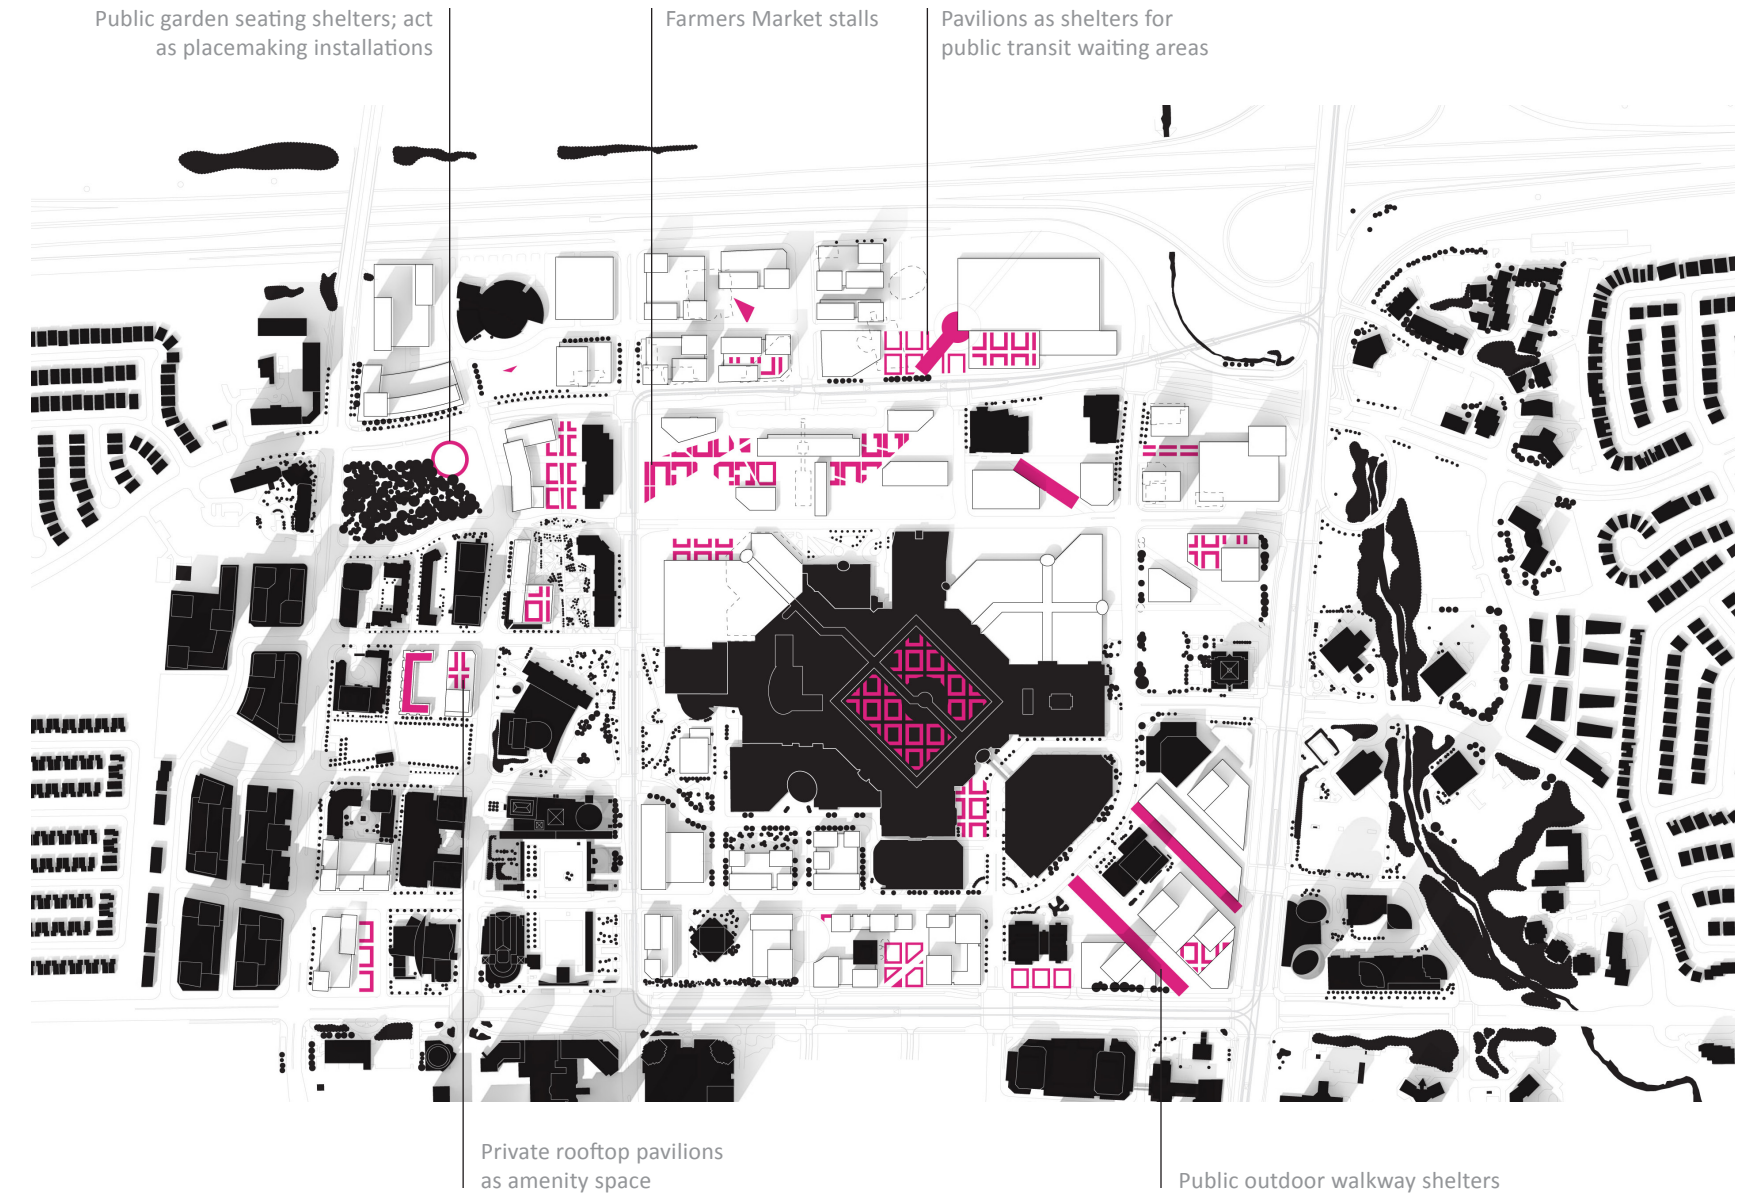 Public garden seating shelters; act
as placemaking installations
Farmers Market stalls
Pavilions as shelters for
public transit waiting areas
Private rooftop pavilions
as amenity space
Public outdoor walkway shelters